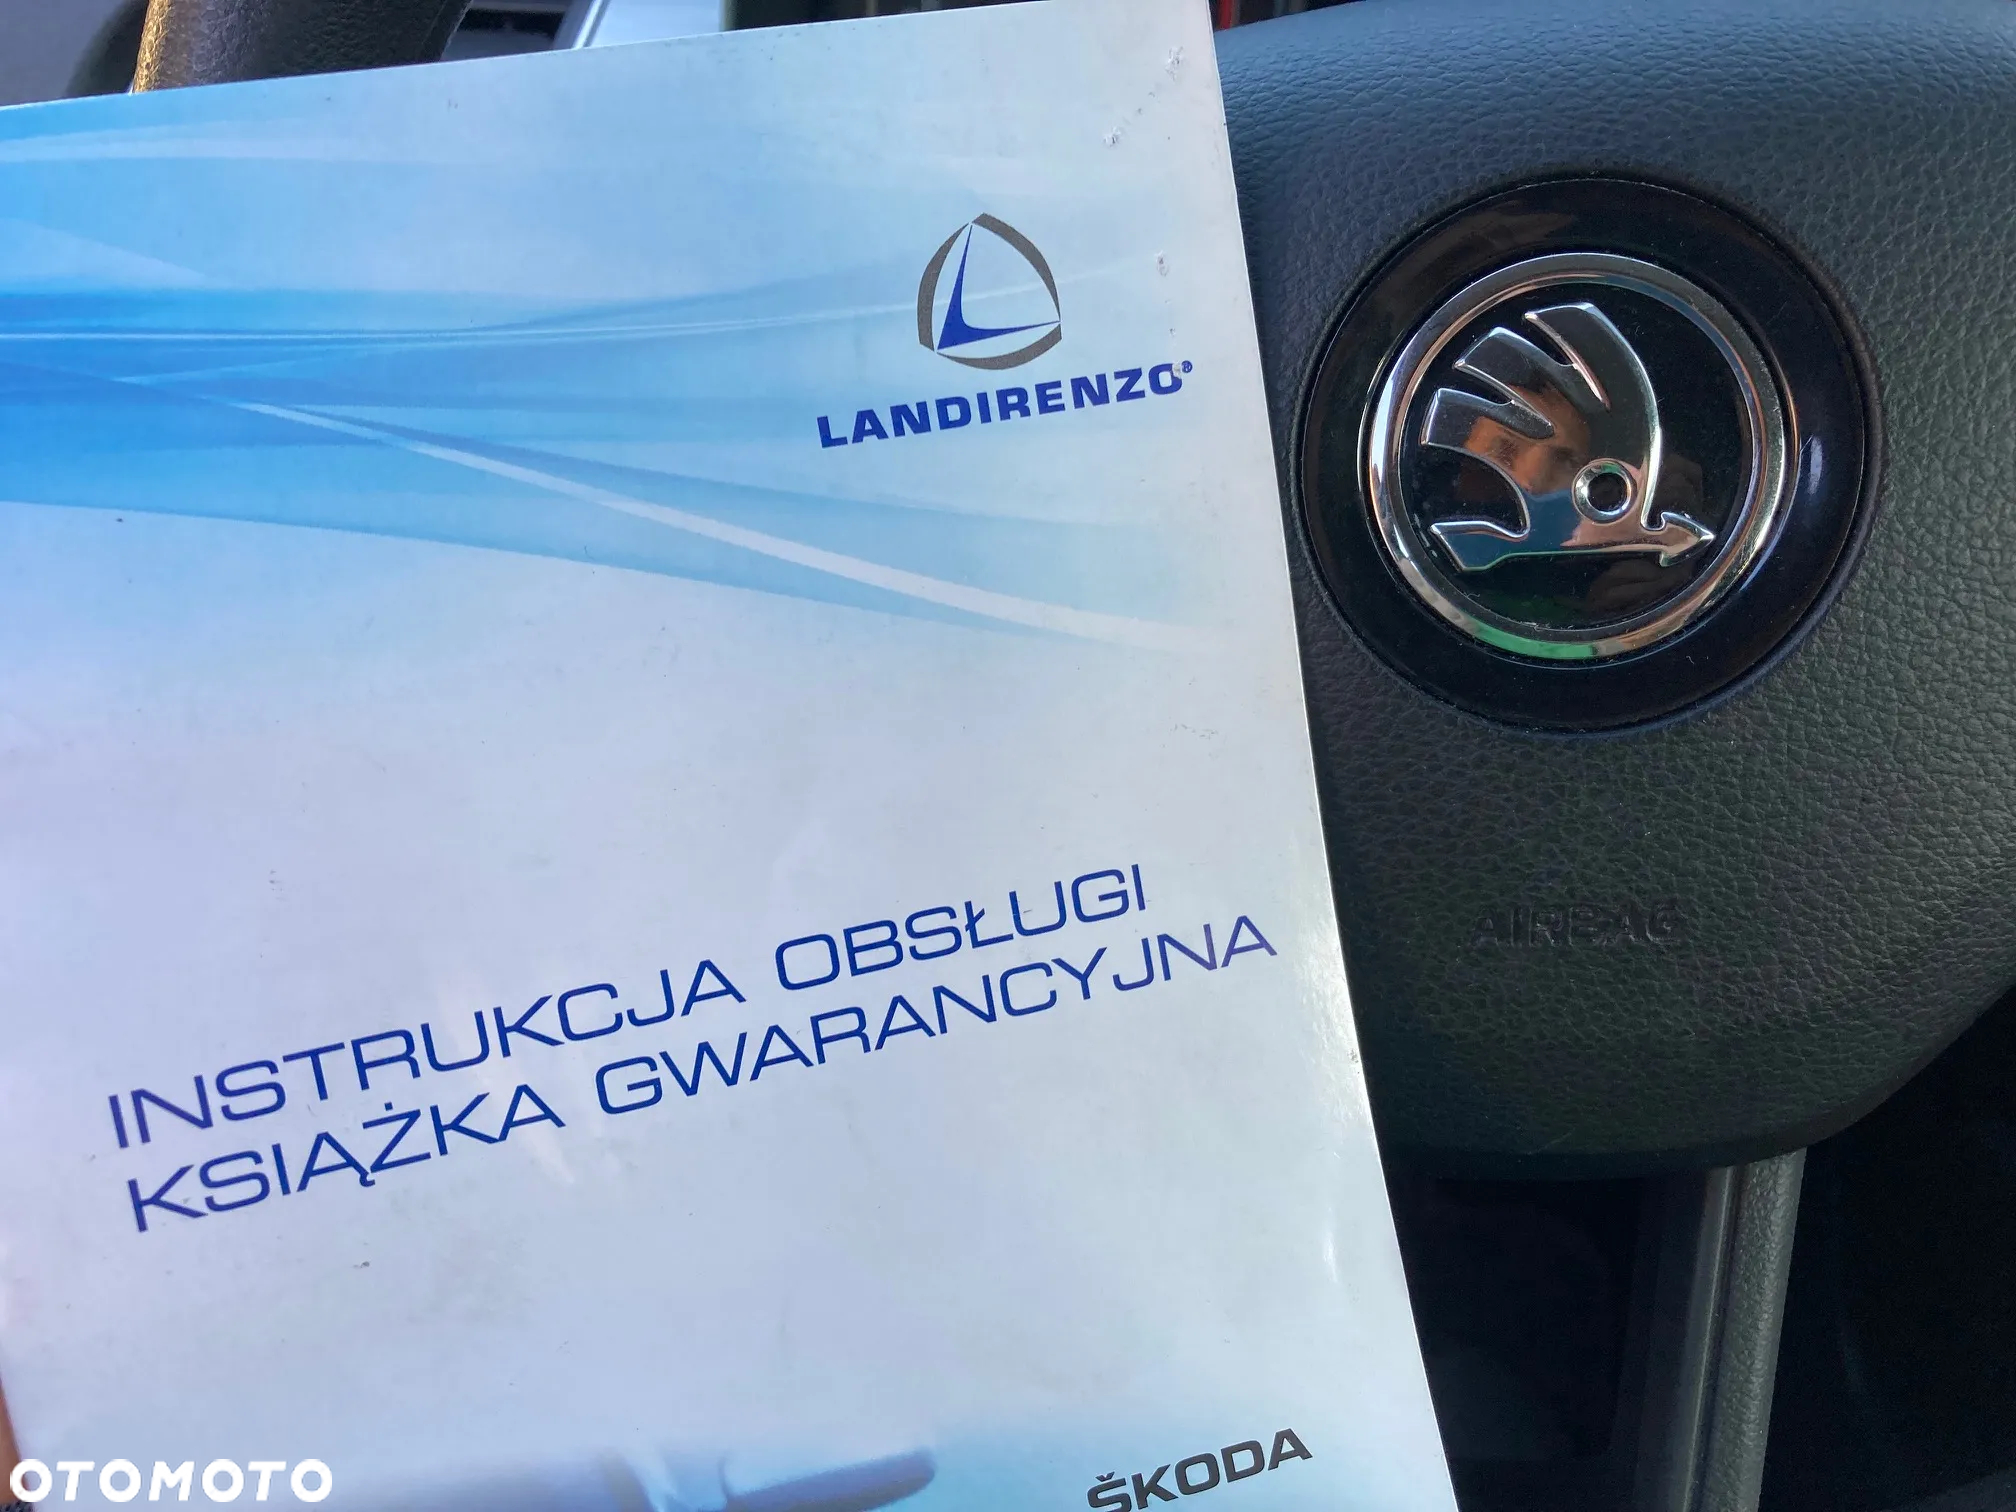 LANDIRENZO®
INSTRUKCJA OBSŁUGI
KSIĄŻKA GWARANCYJNA
ŠKODA
AIRBAG
OTOMOTO